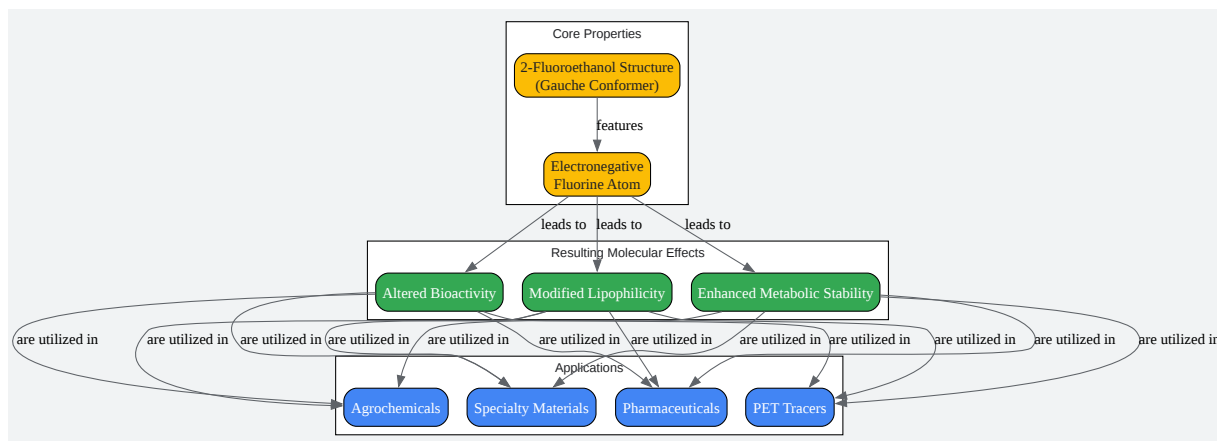 Core Properties
2-Fluoroethanol Structure
(Gauche Conformer)
features
Electronegative
Fluorine Atom
leads to leads to leads to
Resulting Molecular Effects
Altered Bioactivity Modified Lipophilicity Enhanced Metabolic Stability
are utilized in are utilized in are utilized in are utilized in are utilized in are utilized in are utilized in are utilized in are utilized in are utilized in are utilized in are utilized in
Applications
Agrochemicals Specialty Materials Pharmaceuticals PET Tracers